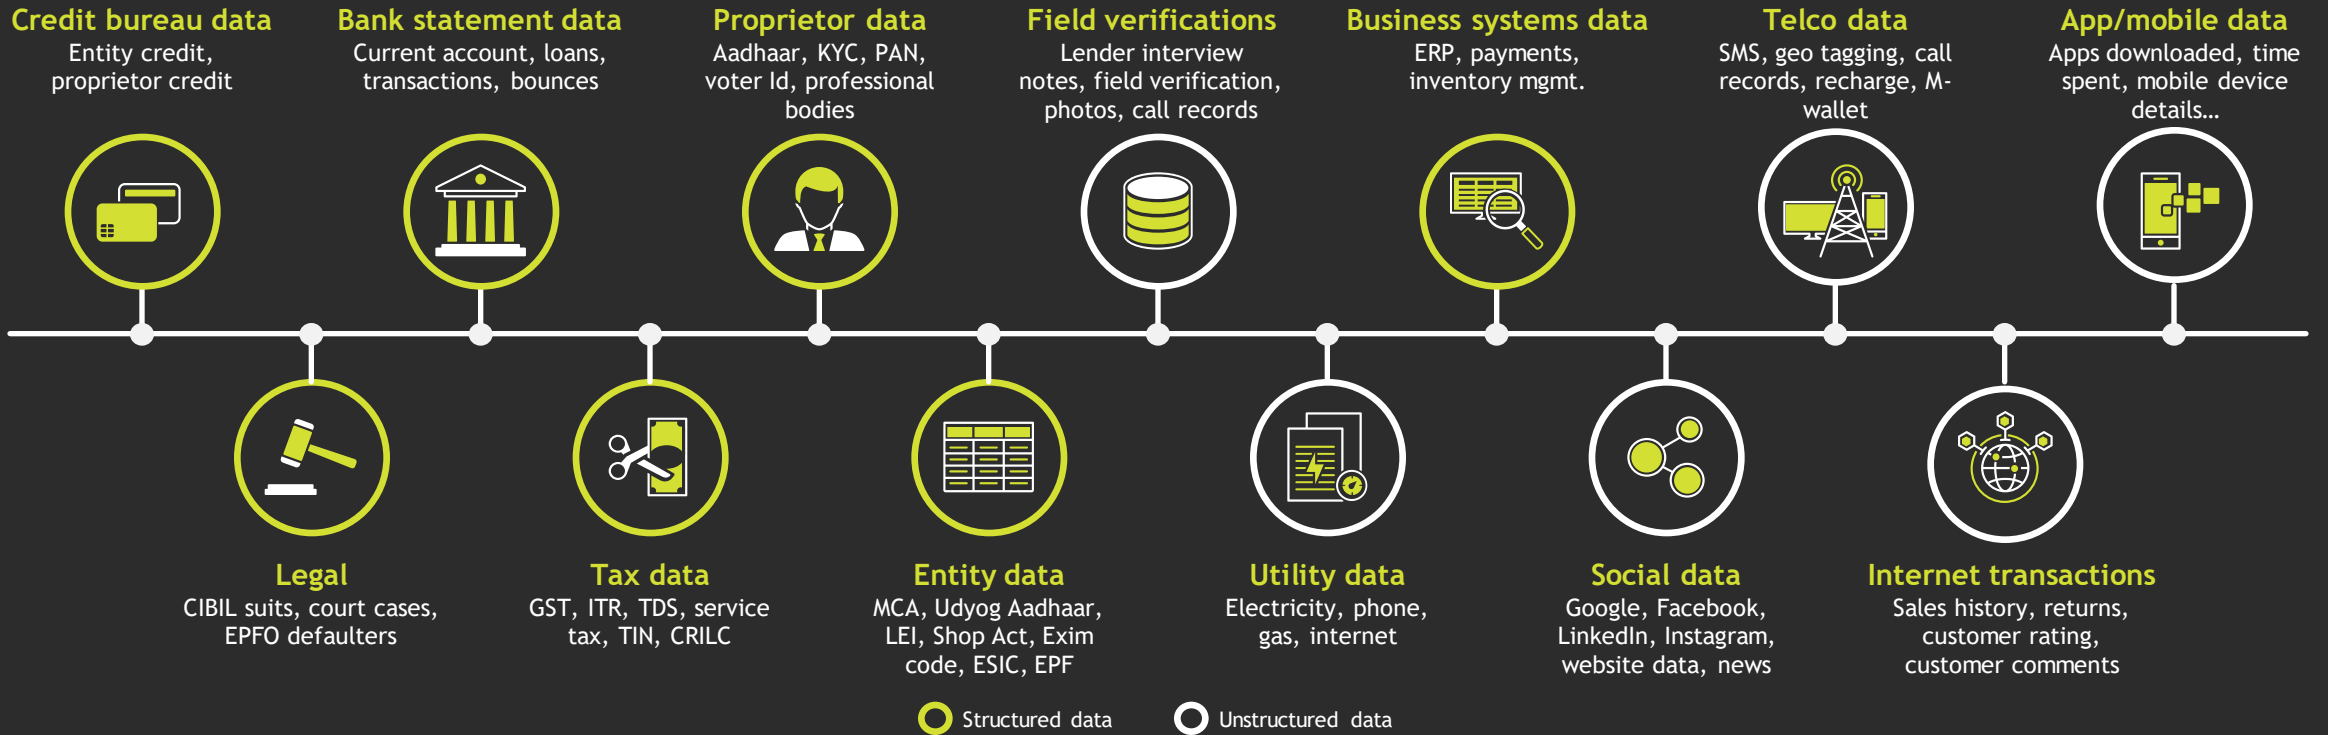 Credit bureau data
Entity credit,
proprietor credit
Bank statement data
Current account, loans,
transactions, bounces
Proprietor data
Aadhaar, KYC, PAN,
voter Id, professional
bodies
Field verifications
Lender interview
notes, field verification,
photos, call records
Business systems data
ERP, payments,
inventory mgmt.
Telco data
SMS, geo tagging, call
records, recharge, M-
wallet
App/mobile data
Apps downloaded, time
spent, mobile device
details…
Legal
CIBIL suits, court cases,
EPFO defaulters
Tax data
GST, ITR, TDS, service
tax, TIN, CRILC
Entity data
MCA, Udyog Aadhaar,
LEI, Shop Act, Exim
code, ESIC, EPF
Utility data
Electricity, phone,
gas, internet
Social data
Google, Facebook,
LinkedIn, Instagram,
website data, news
Internet transactions
Sales history, returns,
customer rating,
customer comments
Structured data
Unstructured data